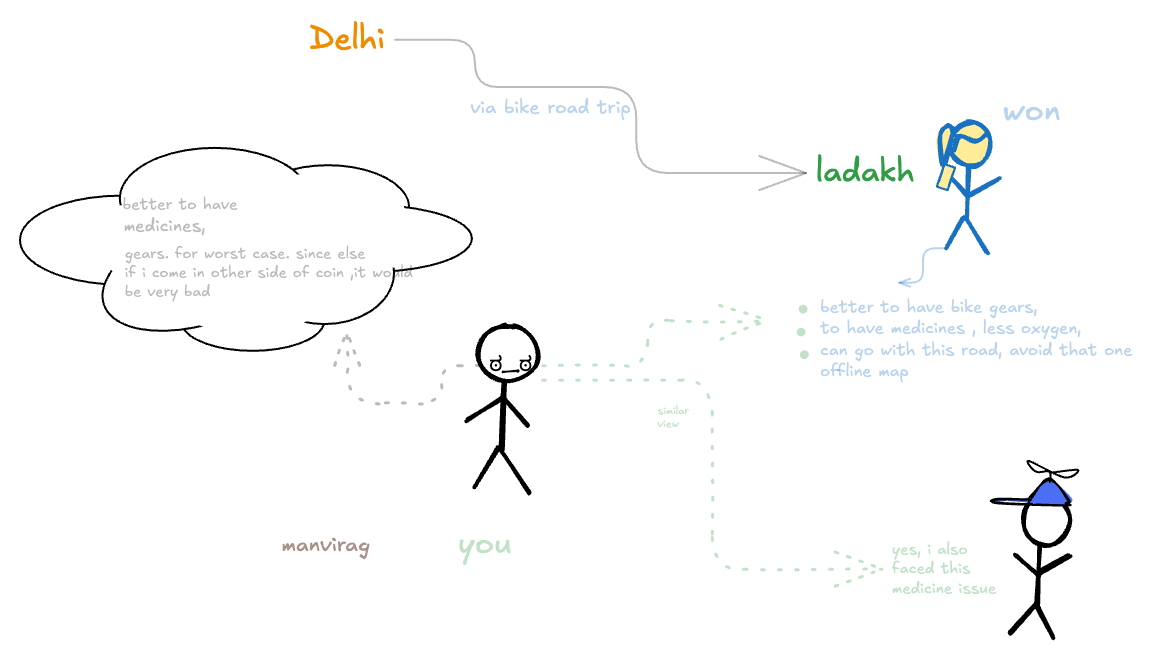 Delhi
via bike road trip
won
ladakh
better to have
medicines,
gears. for worst case. since else
if i come in other side of coin ,it would
be very bad
better to have bike gears,
to have medicines , less oxygen,
can go with this road, avoid that one
offline map
similar
view
manvirag
you
yes, i also
faced this
medicine issue